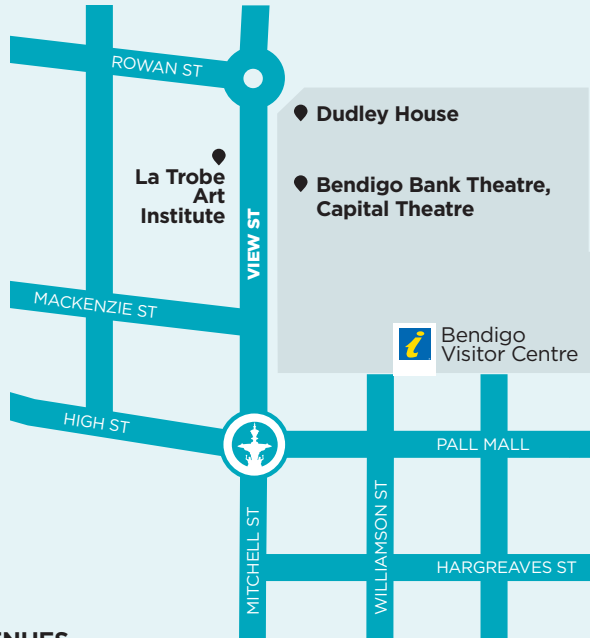 ROWAN ST
Dudley House
La Trobe
Art
Institute
Bendigo Bank Theatre,
Capital Theatre
VIEW ST
MACKENZIE ST
i
Bendigo
Visitor Centre
HIGH ST
PALL MALL
MITCHELL ST
WILLIAMSON ST
HARGREAVES ST